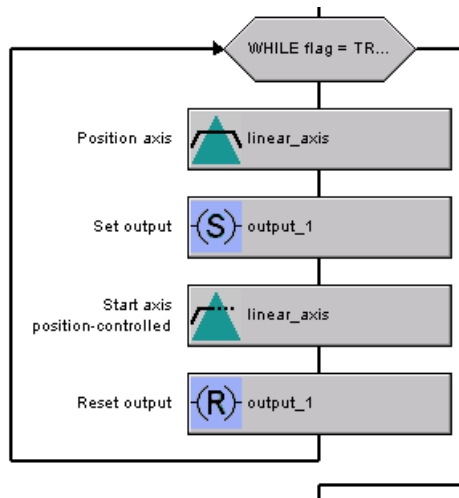 WHILE flag = TR...
Position axis
linear_axis
Set output
(S)
output_1
Start axis
position-controlled
linear_axis
Reset output
(R)
output_1